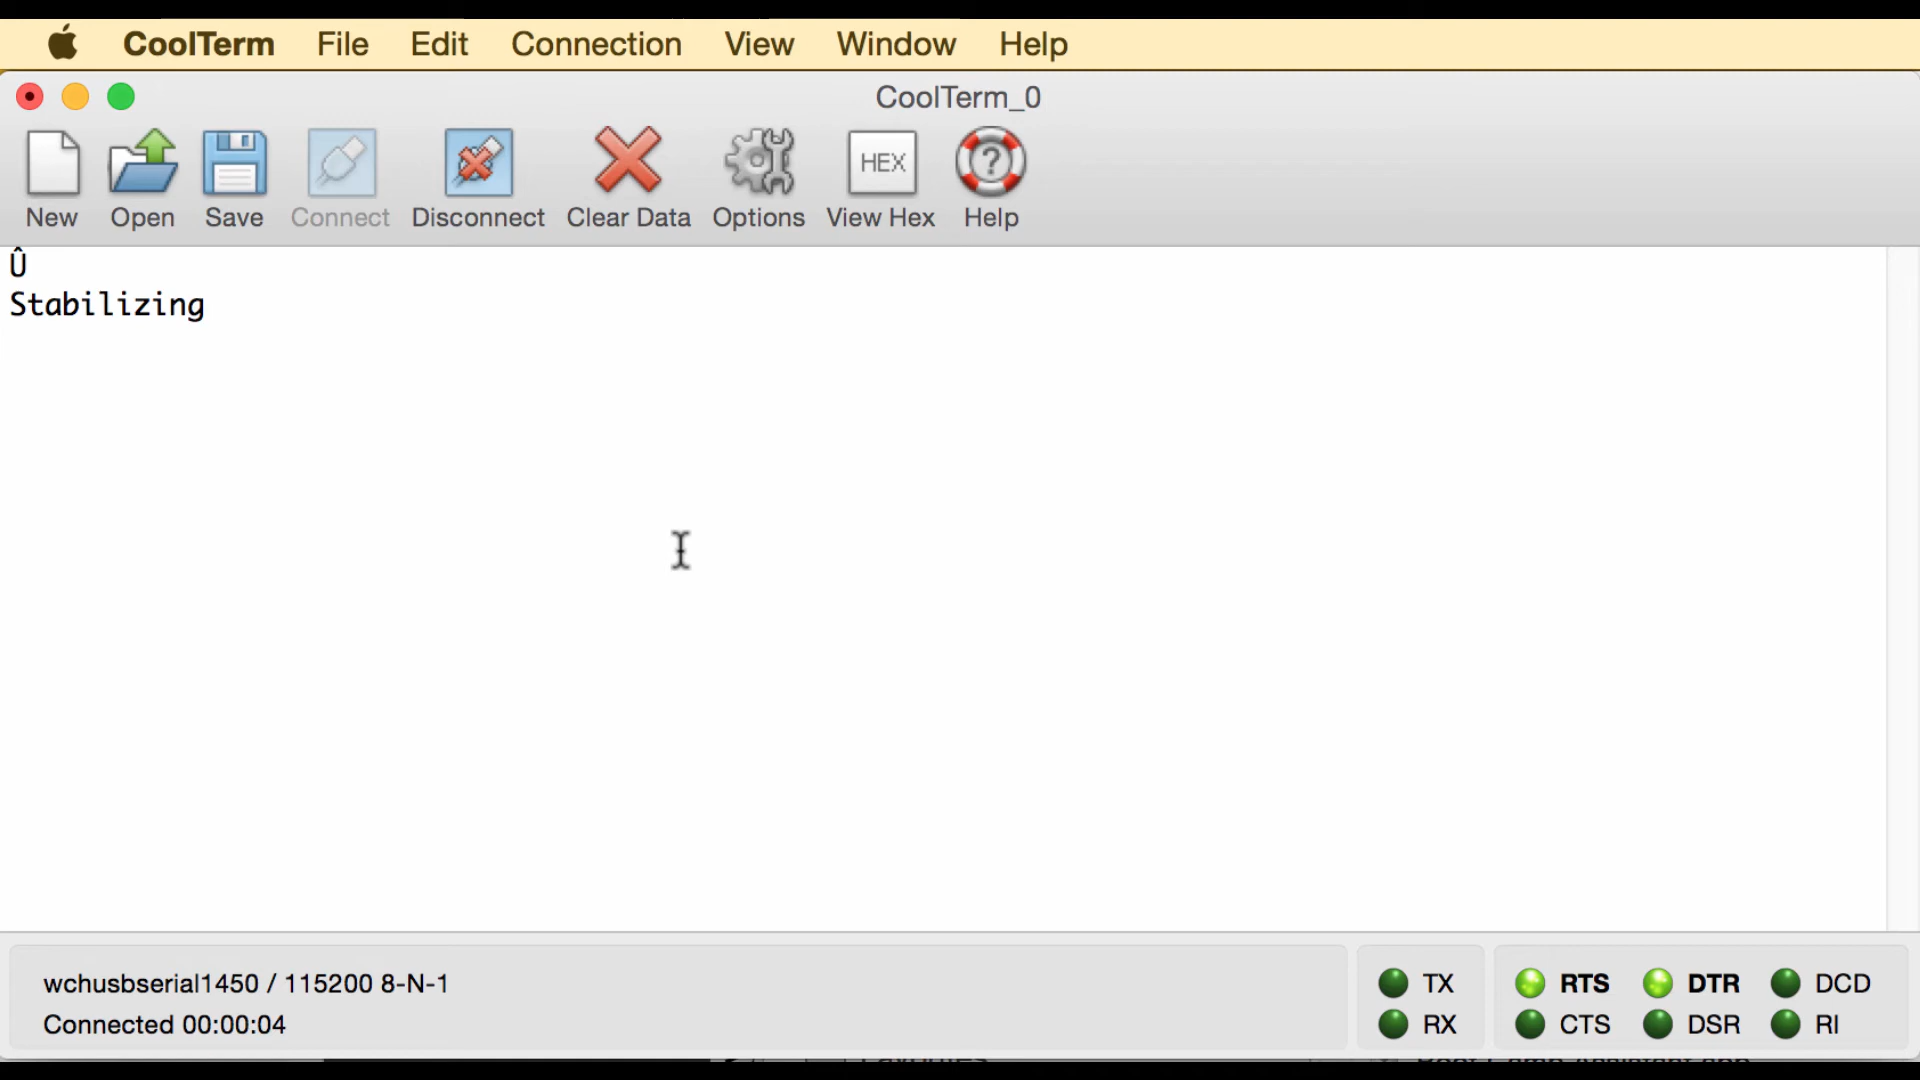 CoolTerm File Edit Connection View Window Help
CoolTerm_0
HEX ?
New Open Save Connect Disconnect Clear Data Options View Hex Help
Û
Stabilizing
wchusbserial1450 / 115200 8-N-1
Connected 00:00:04
TX RTS DTR DCD
RX CTS DSR RI